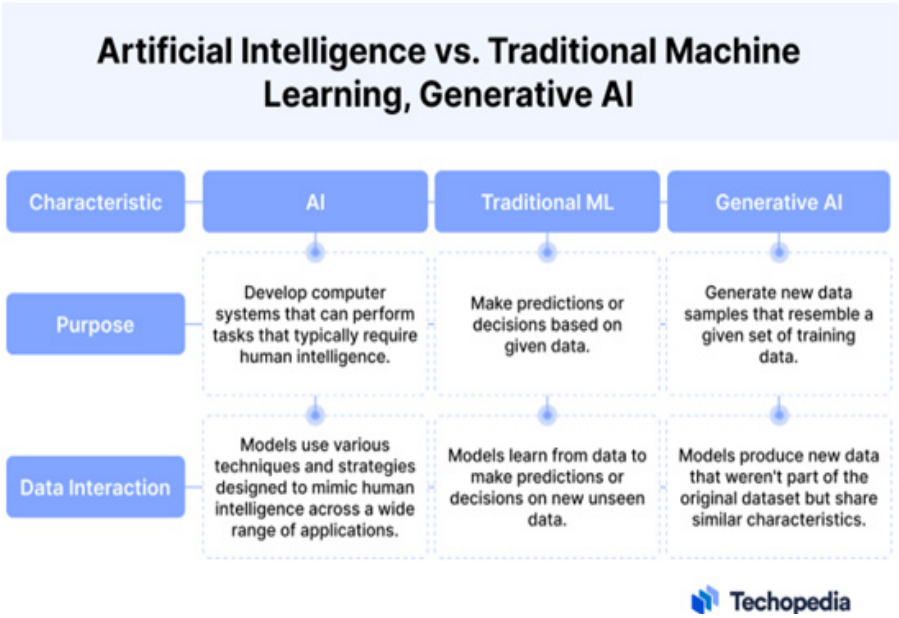 Artificial Intelligence vs. Traditional Machine
Learning, Generative AI
Characteristic
AI
Traditional ML
Generative AI
Purpose
Develop computer
systems that can perform
tasks that typically require
human intelligence.
Make predictions or
decisions based on
given data.
Generate new data
samples that resemble a
given set of training
data.
Data Interaction
Models use various
techniques and strategies
designed to mimic human
intelligence across a wide
range of applications.
Models learn from data to
make predictions or
decisions on new unseen
data.
Models produce new data
that weren't part of the
original dataset but share
similar characteristics.
Techopedia